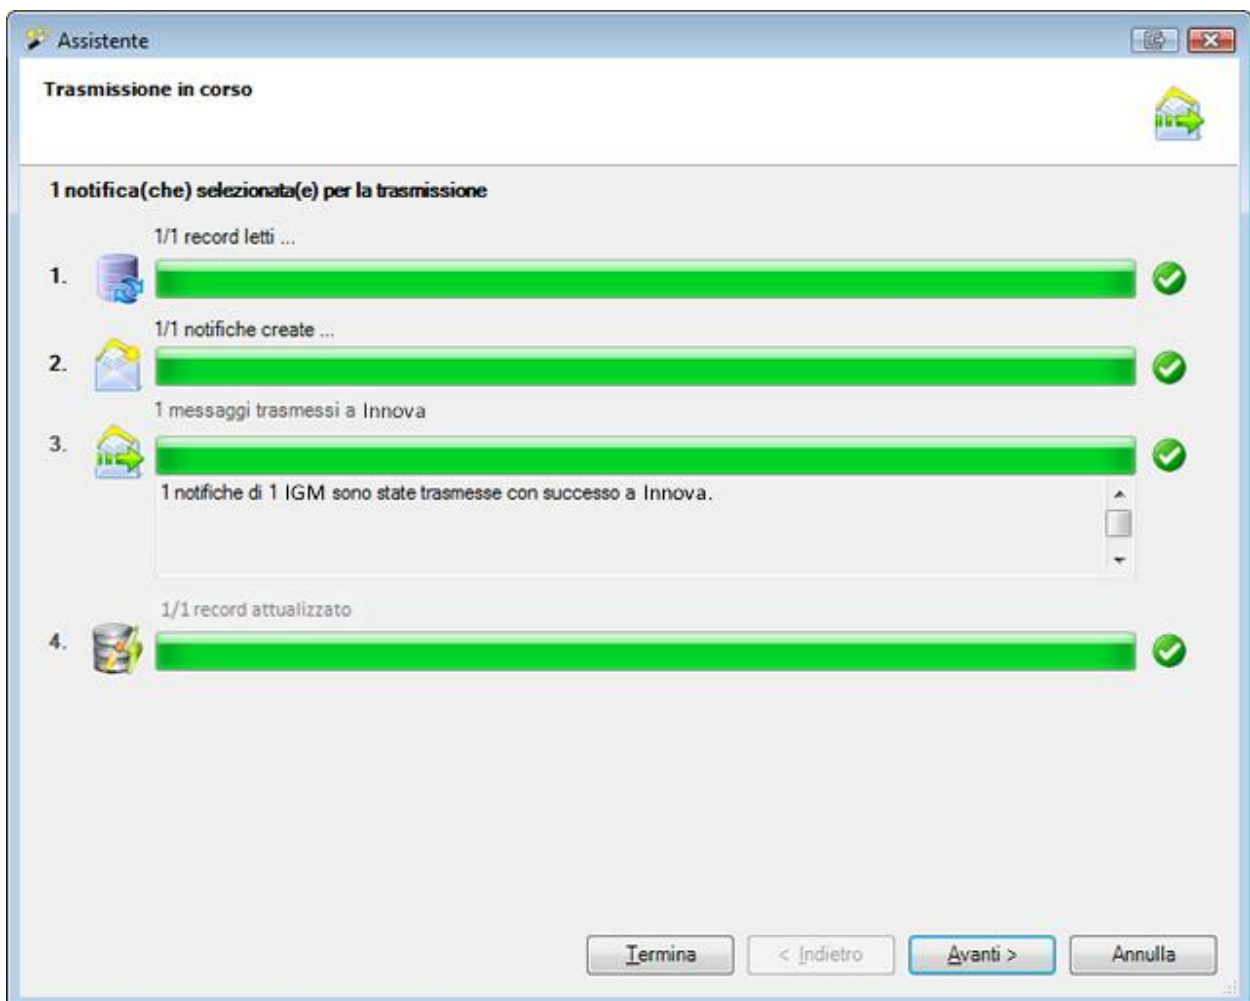 Assistente
Trasmissione in corso
1 notifica(che) selezionata(e) per la trasmissione
1/1 record letti ...
1.
1/1 notifiche create ...
2.
1 messaggi trasmessi a Innova
3.
1 notifiche di 1 IGM sono state trasmesse con successo a Innova.
1/1 record attualizzato
4.
Termina
< Indietro
Avanti >
Annulla